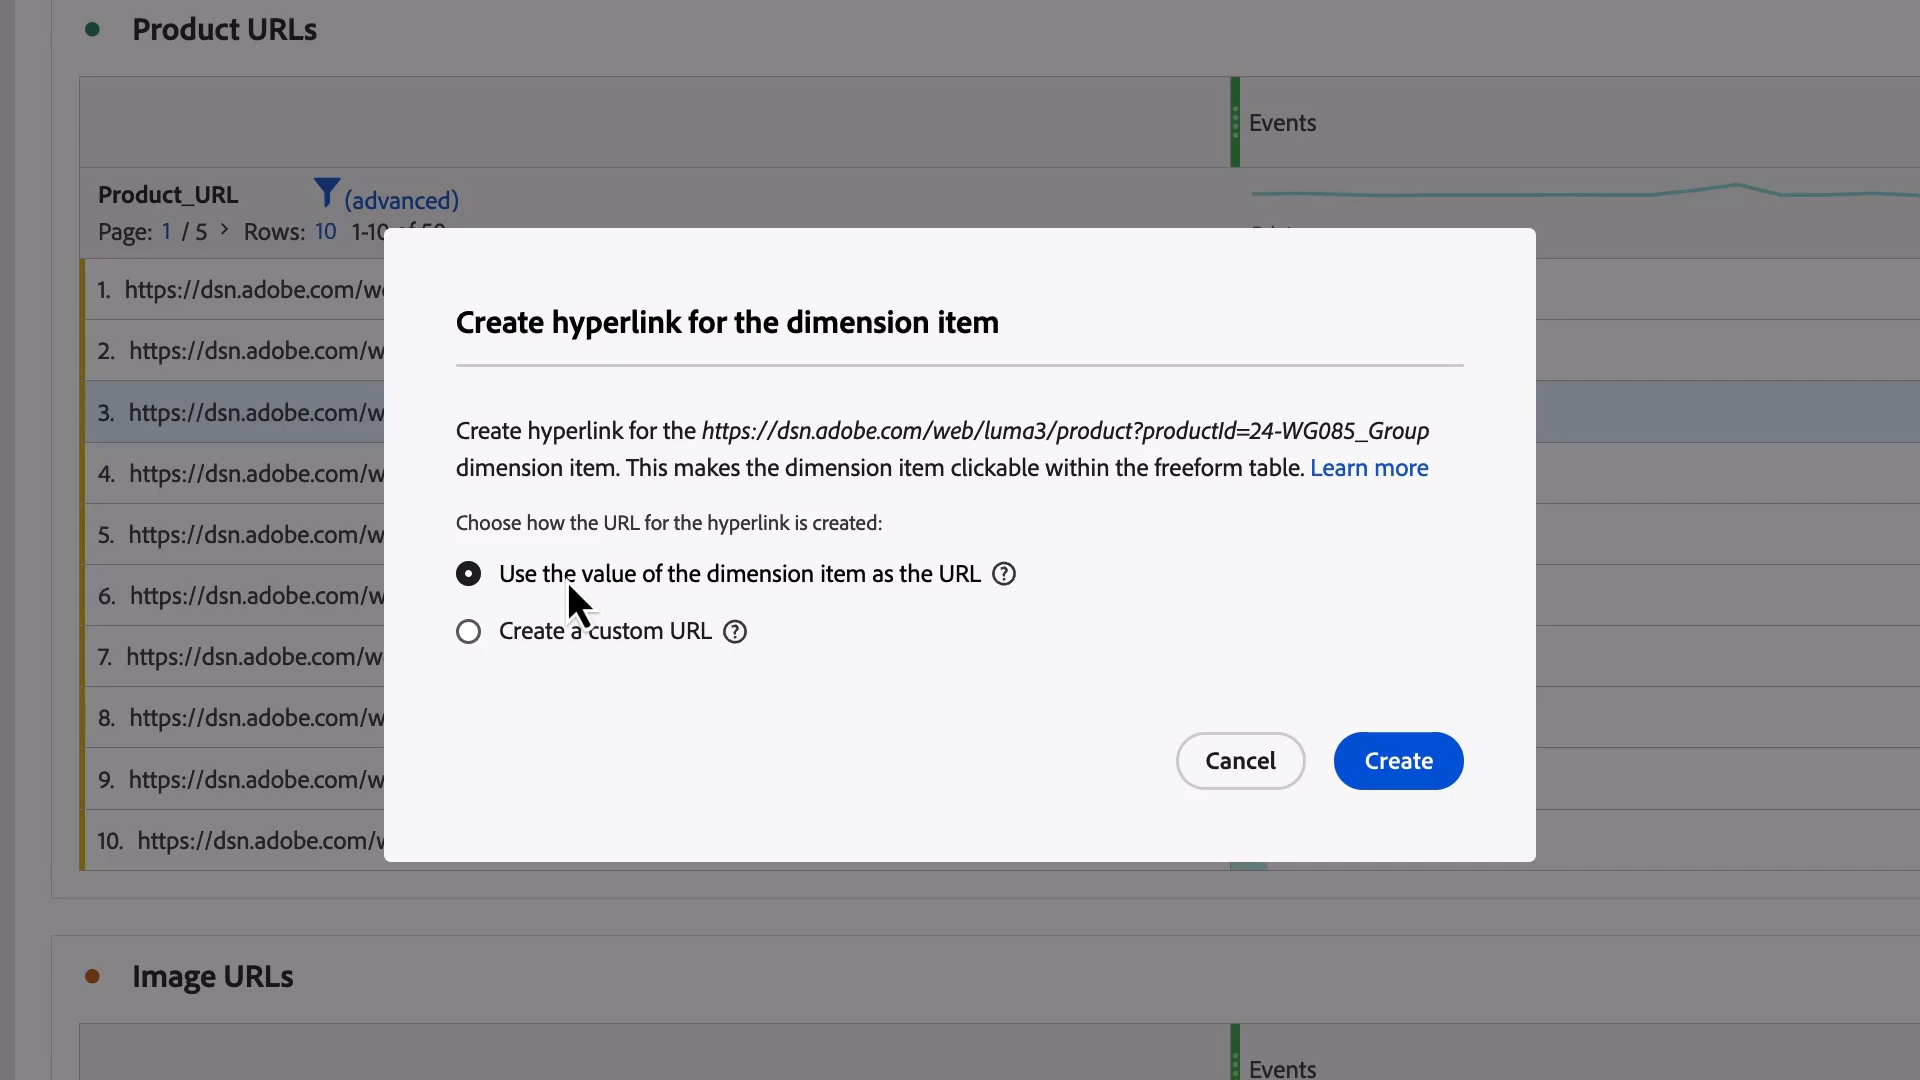 Product URLs
Events
Product_URL
(advanced)
Page: 1 / 5 > Rows: 10 1-10 of 50
1. https://dsn.adobe.com/we
2. https://dsn.adobe.com/w
3. https://dsn.adobe.com/w
4. https://dsn.adobe.com/w
5. https://dsn.adobe.com/w
6. https://dsn.adobe.com/w
7. https://dsn.adobe.com/w
8. https://dsn.adobe.com/w
9. https://dsn.adobe.com/w
10. https://dsn.adobe.com/w
Create hyperlink for the dimension item
Create hyperlink for the https://dsn.adobe.com/web/luma3/product?productId=24-WG085_Group
dimension item. This makes the dimension item clickable within the freeform table. Learn more
Choose how the URL for the hyperlink is created:
Use the value of the dimension item as the URL ?
Create a custom URL ?
Cancel
Create
Image URLs
Events